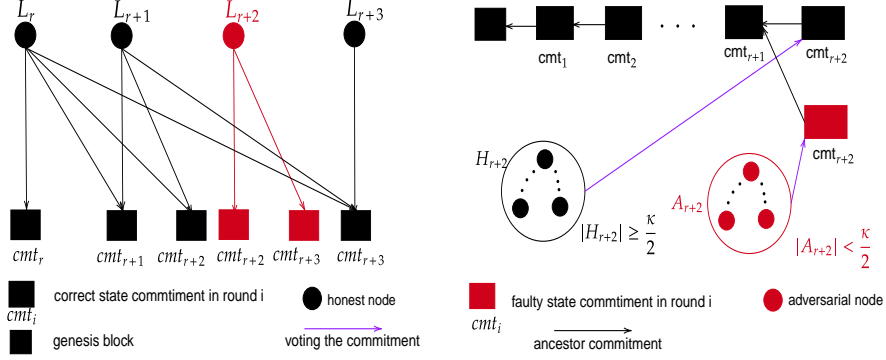 L_r L_{r+1} L_{r+2} L_{r+3}
cmt_r cmt_{r+1} cmt_{r+2} cmt_{r+2} cmt_{r+3} cmt_{r+3}
cmt_1 cmt_2 . . . cmt_{r+1} cmt_{r+2}
cmt_{r+2}
H_{r+2}
|H_{r+2}| ≥ κ/2
A_{r+2}
|A_{r+2}| < κ/2
cmt_i correct state commtiment in round i
honest node
genesis block
voting the commitment
cmt_i faulty state commitment in round i
adversarial node
ancestor commitment